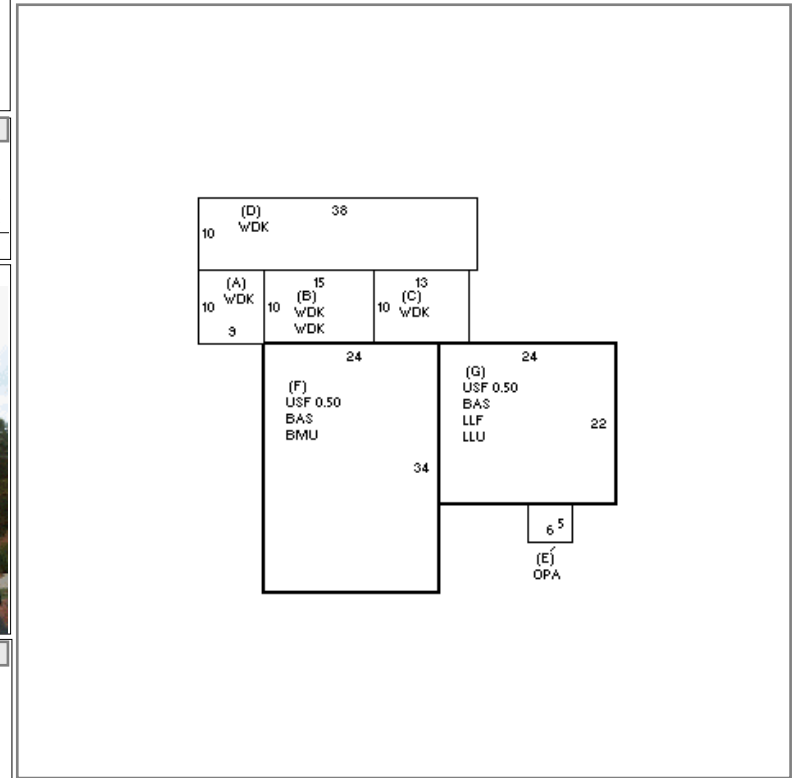 (D) 38
WDK
10
(A) 15 13
WDK (B) (C)
10 10 WDK 10 WDK
9 WDK
24 24
(F) (G)
USF 0.50 USF 0.50
BAS BAS
BMU LLF
LLU
22
34
6 5
(E)
OPA